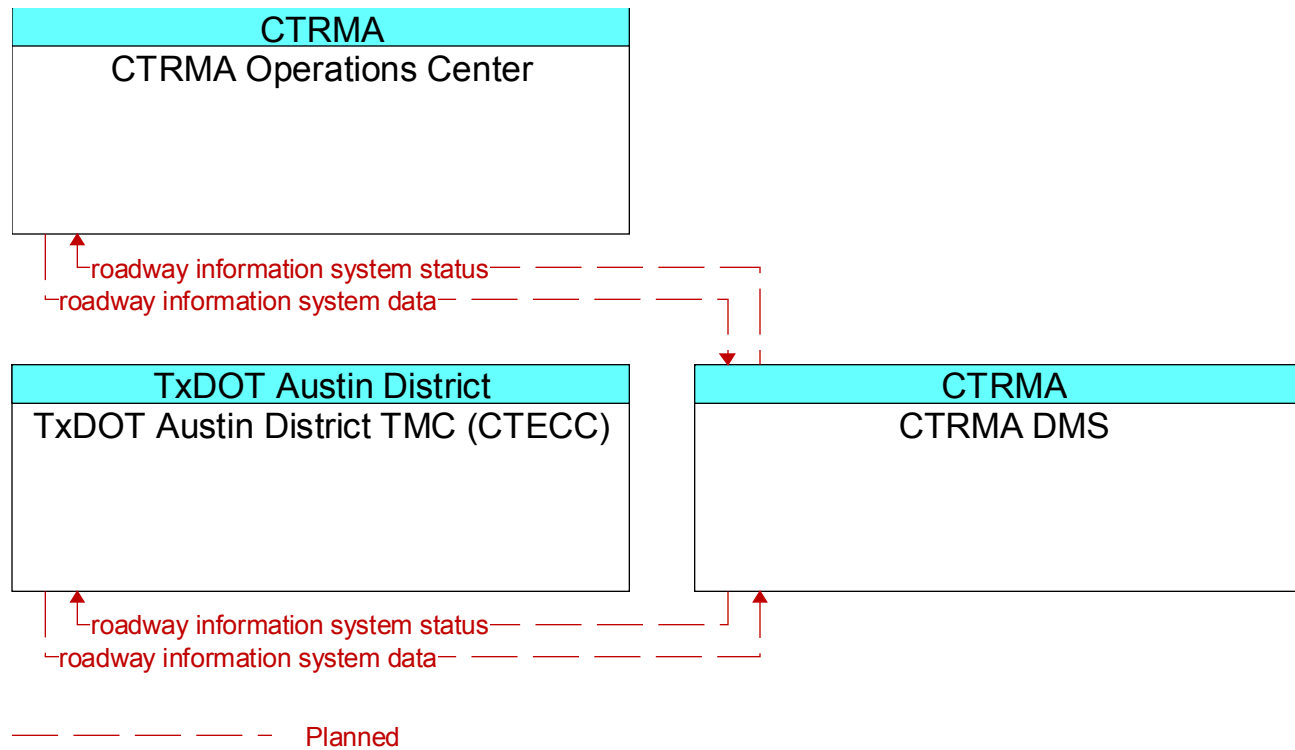 CTRMA
CTRMA Operations Center
roadway information system status
roadway information system data
TxDOT Austin District
TxDOT Austin District TMC (CTECC)
CTRMA
CTRMA DMS
roadway information system status
roadway information system data
Planned